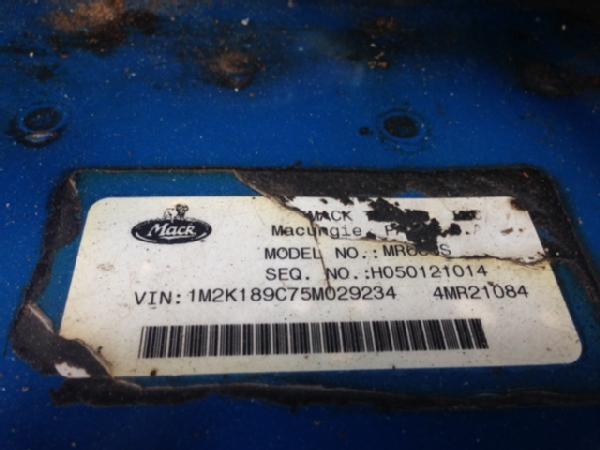 Mack
MACK
Macungie,
MODEL NO.:
SEQ. NO.:H050121014
VIN:1M2K189C75M029234 4MR21084